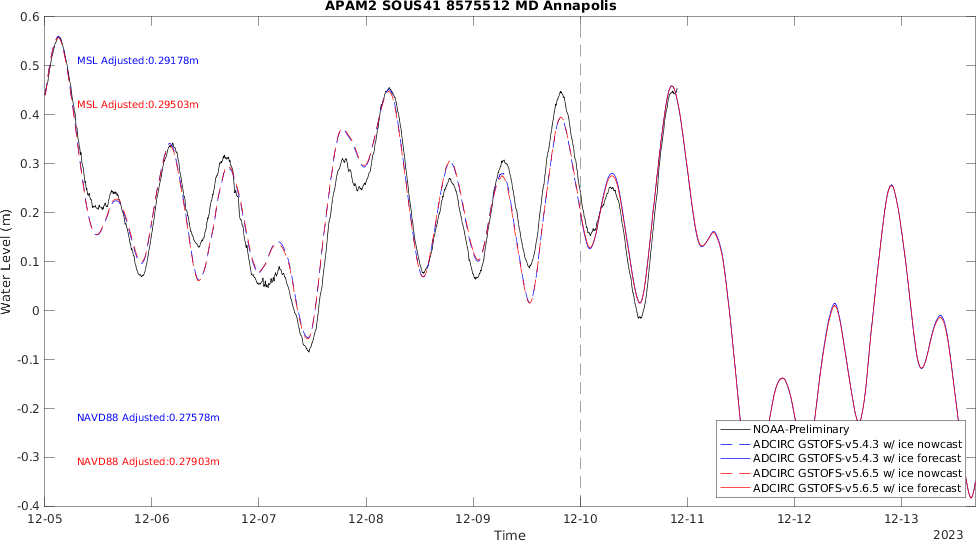 APAM2 SOUS41 8575512 MD Annapolis
0.6
0.5
0.4
0.3
0.2
0.1
0
-0.1
-0.2
-0.3
-0.4
Water Level (m)
MSL Adjusted:0.29178m
MSL Adjusted:0.29503m
NAVD88 Adjusted:0.27578m
NAVD88 Adjusted:0.27903m
NOAA-Preliminary
ADCIRC GSTOFS-v5.4.3 w/ ice nowcast
ADCIRC GSTOFS-v5.4.3 w/ ice forecast
ADCIRC GSTOFS-v5.6.5 w/ ice nowcast
ADCIRC GSTOFS-v5.6.5 w/ ice forecast
12-05 12-06 12-07 12-08 12-09 12-10 12-11 12-12 12-13
Time
2023